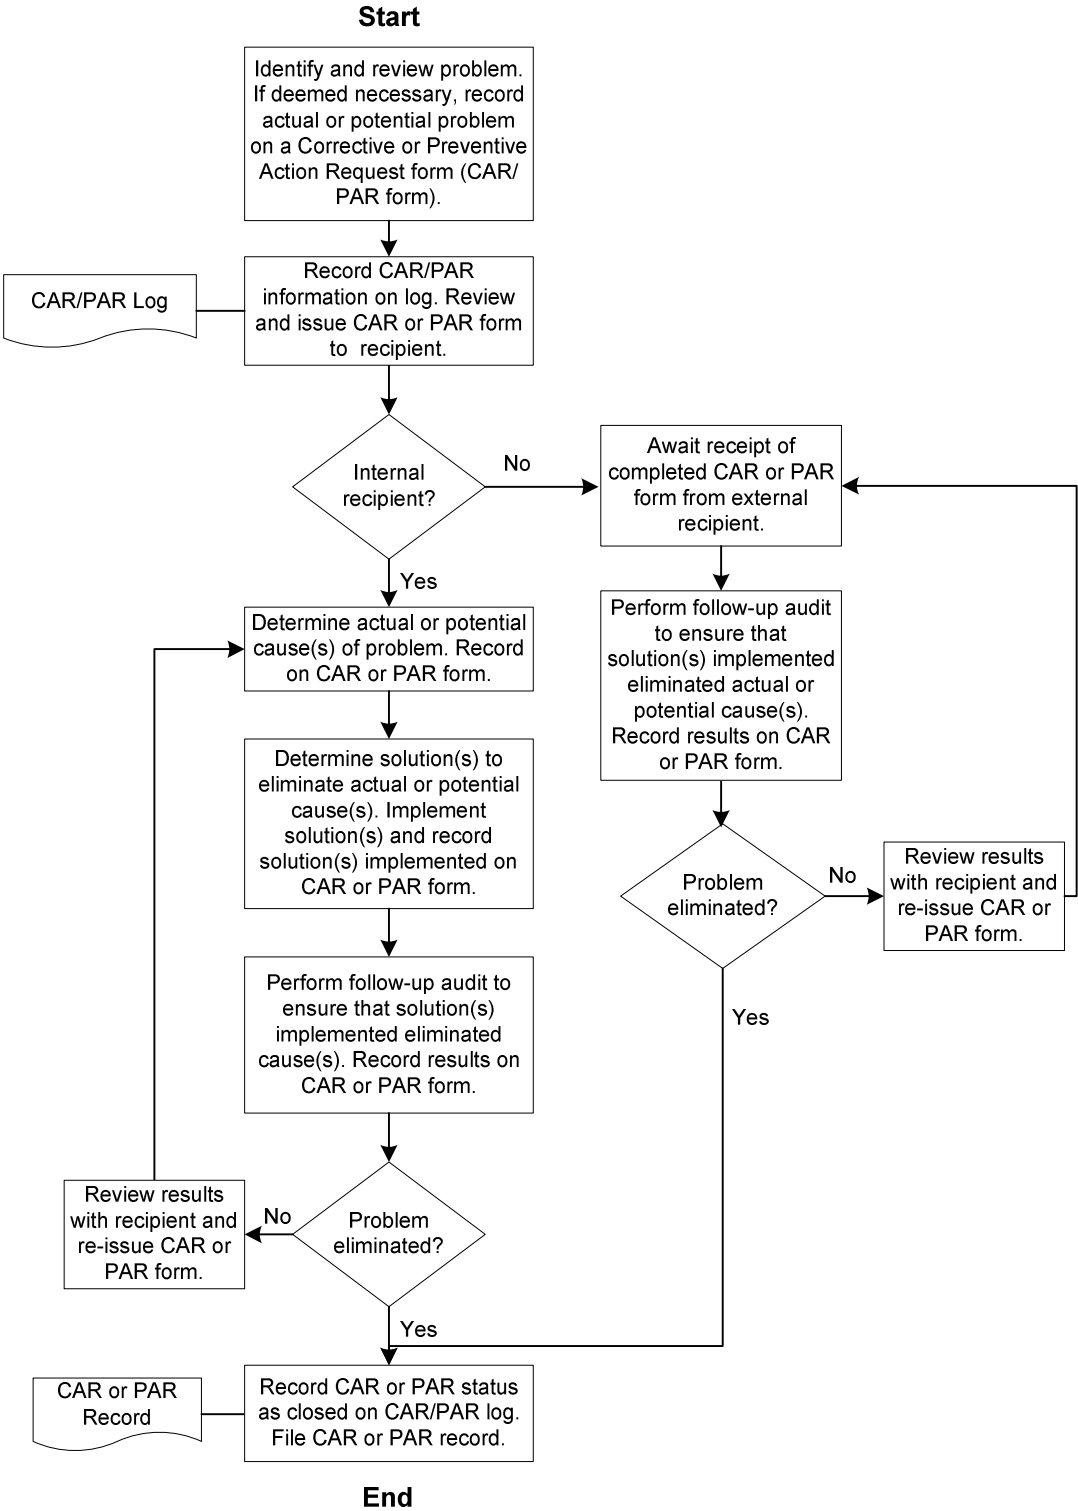 Start
Identify and review problem.
If deemed necessary, record
actual or potential problem
on a Corrective or Preventive
Action Request form (CAR/
PAR form).
CAR/PAR Log
Record CAR/PAR
information on log. Review
and issue CAR or PAR form
to recipient.
Internal
recipient?
No
Await receipt of
completed CAR or PAR
form from external
recipient.
Yes
Determine actual or potential
cause(s) of problem. Record
on CAR or PAR form.
Perform follow-up audit
to ensure that
solution(s) implemented
eliminated actual or
potential cause(s).
Record results on CAR
or PAR form.
Determine solution(s) to
eliminate actual or potential
cause(s). Implement
solution(s) and record
solution(s) implemented on
CAR or PAR form.
Problem
eliminated?
No
Review results
with recipient and
re-issue CAR or
PAR form.
Yes
Perform follow-up audit to
ensure that solution(s)
implemented eliminated
cause(s). Record results on
CAR or PAR form.
Problem
eliminated?
No
Review results
with recipient and
re-issue CAR or
PAR form.
Yes
CAR or PAR
Record
Record CAR or PAR status
as closed on CAR/PAR log.
File CAR or PAR record.
End